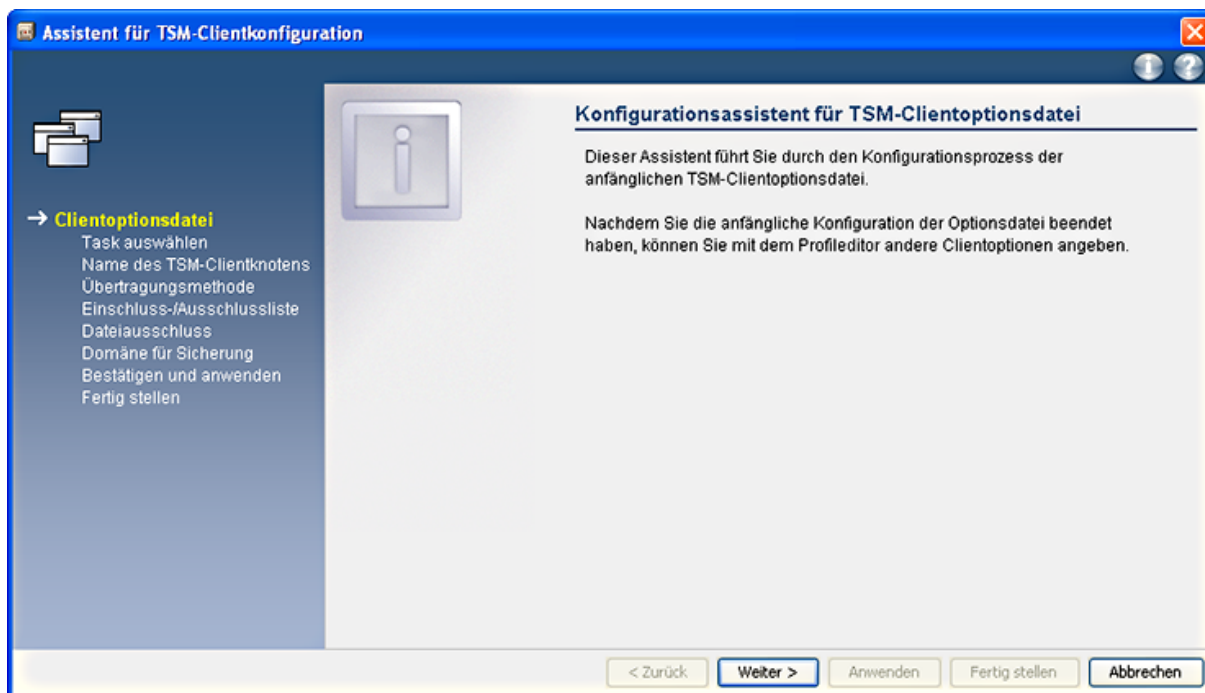 Assistent für TSM-Clientkonfiguration
Clientoptionsdatei
Task auswählen
Name des TSM-Clientknotens
Übertragungsmethode
Einschluss-/Ausschlussliste
Dateiausschluss
Domäne für Sicherung
Bestätigen und anwenden
Fertig stellen
Konfigurationsassistent für TSM-Clientoptionsdatei
Dieser Assistent führt Sie durch den Konfigurationsprozess der
anfänglichen TSM-Clientoptionsdatei.
Nachdem Sie die anfängliche Konfiguration der Optionsdatei beendet
haben, können Sie mit dem Profileditor andere Clientoptionen angeben.
< Zurück
Weiter >
Anwenden
Fertig stellen
Abbrechen